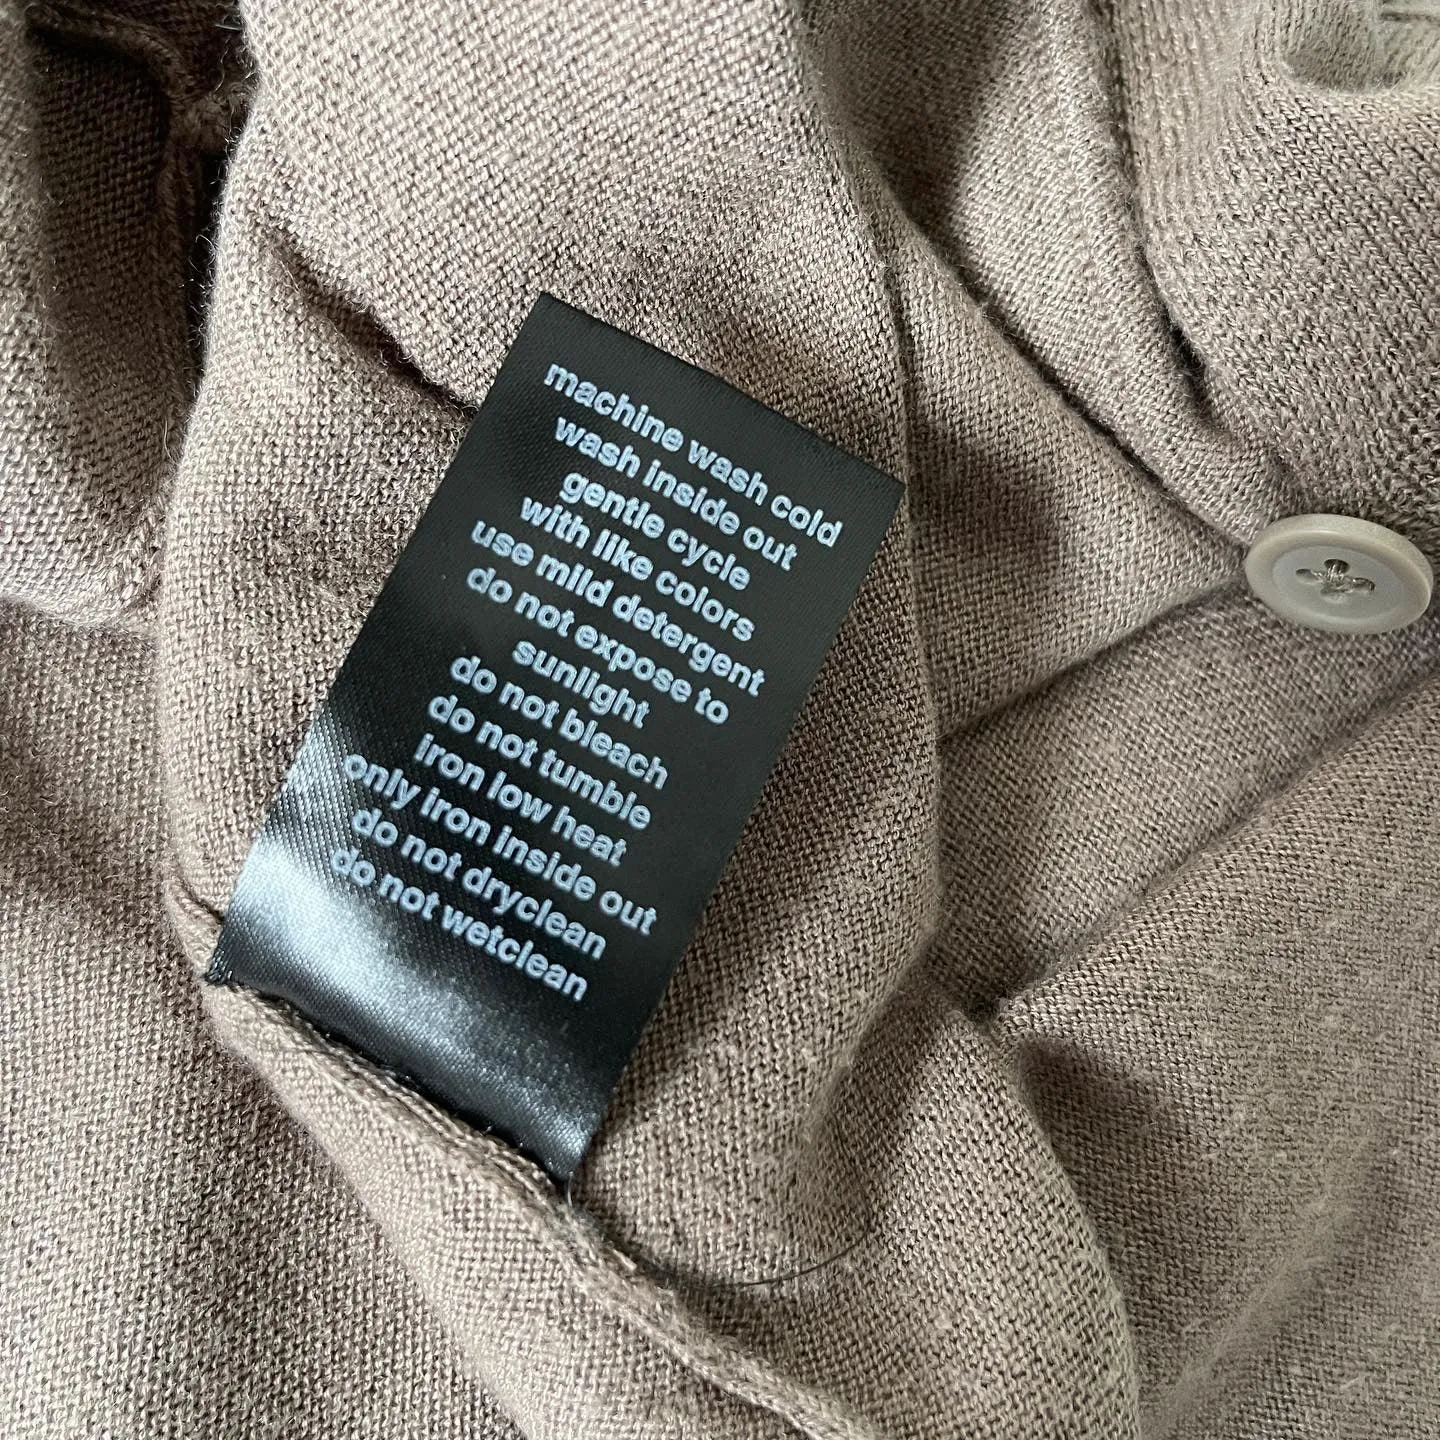 machine wash cold
wash inside out
gentle cycle
with like colors
use mild detergent
do not expose to
sunlight
do not bleach
do not tumble
iron low heat
only iron inside out
do not dryclean
do not wetclean